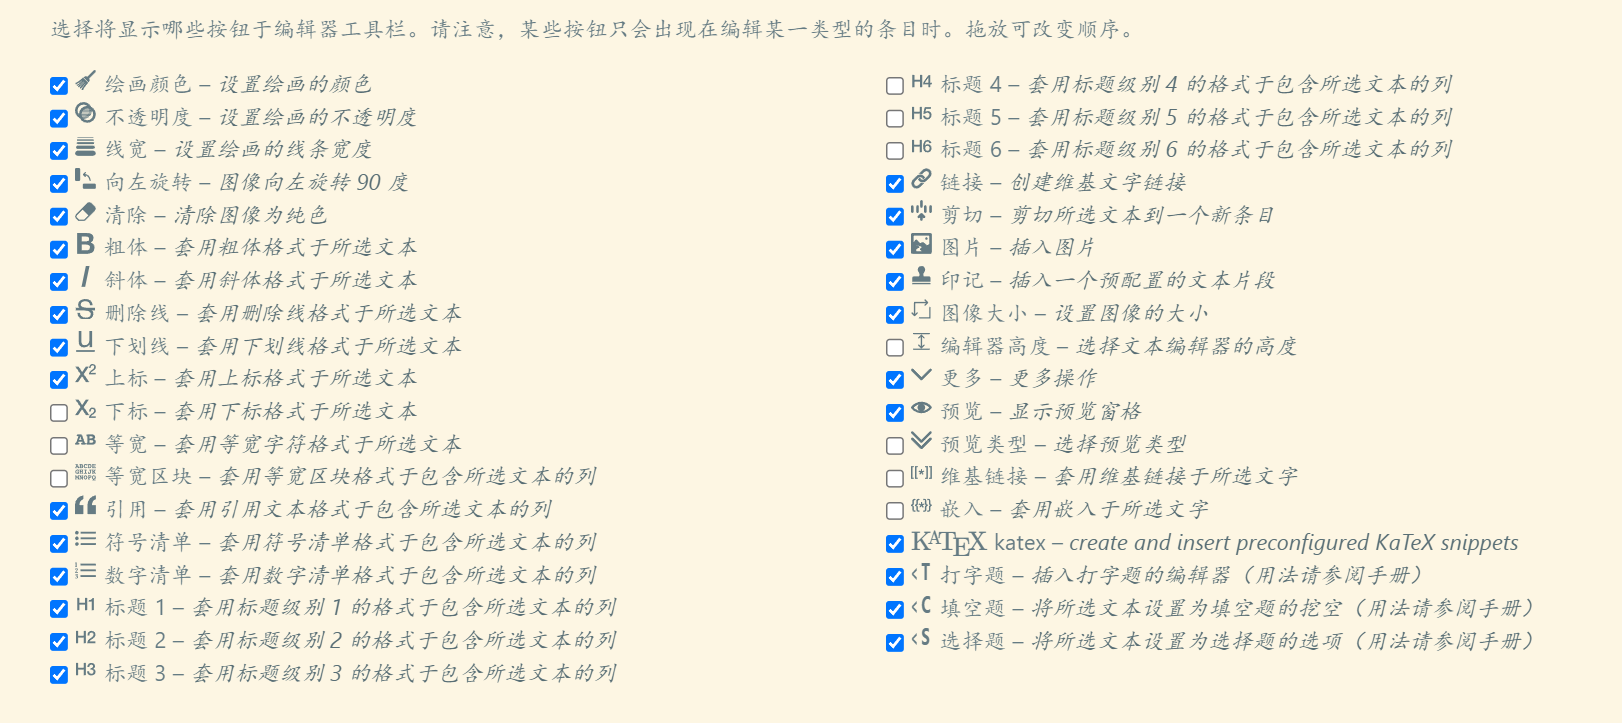 选择将显示哪些按钮于编辑器工具栏。请注意，某些按钮只会出现在编辑某一类型的条目时。拖放可改变顺序。
绘画颜色 – 设置绘画的颜色
不透明度 – 设置绘画的不透明度
线宽 – 设置绘画的线条宽度
向左旋转 – 图像向左旋转 90 度
清除 – 清除图像为纯色
B 粗体 – 套用粗体格式于所选文本
I 斜体 – 套用斜体格式于所选文本
S 删除线 – 套用删除线格式于所选文本
U 下划线 – 套用下划线格式于所选文本
X² 上标 – 套用上标格式于所选文本
X₂ 下标 – 套用下标格式于所选文本
AB 等宽 – 套用等宽字符格式于所选文本
ABCDE GHIJK MNOPQ 等宽区块 – 套用等宽区块格式于包含所选文本的列
引用 – 套用引用文本格式于包含所选文本的列
符号清单 – 套用符号清单格式于包含所选文本的列
1 2 3 数字清单 – 套用数字清单格式于包含所选文本的列
H1 标题 1 – 套用标题级别 1 的格式于包含所选文本的列
H2 标题 2 – 套用标题级别 2 的格式于包含所选文本的列
H3 标题 3 – 套用标题级别 3 的格式于包含所选文本的列
H4 标题 4 – 套用标题级别 4 的格式于包含所选文本的列
H5 标题 5 – 套用标题级别 5 的格式于包含所选文本的列
H6 标题 6 – 套用标题级别 6 的格式于包含所选文本的列
链接 – 创建维基文字链接
剪切 – 剪切所选文本到一个新条目
图片 – 插入图片
印记 – 插入一个预配置的文本片段
图像大小 – 设置图像的大小
编辑器高度 – 选择文本编辑器的高度
更多 – 更多操作
预览 – 显示预览窗格
预览类型 – 选择预览类型
[[*]] 维基链接 – 套用维基链接于所选文字
{{*}} 嵌入 – 套用嵌入于所选文字
KATEX katex – create and insert preconfigured KaTeX snippets
<T 打字题 – 插入打字题的编辑器（用法请参阅手册）
<C 填空题 – 将所选文本设置为填空题的挖空（用法请参阅手册）
<S 选择题 – 将所选文本设置为选择题的选项（用法请参阅手册）